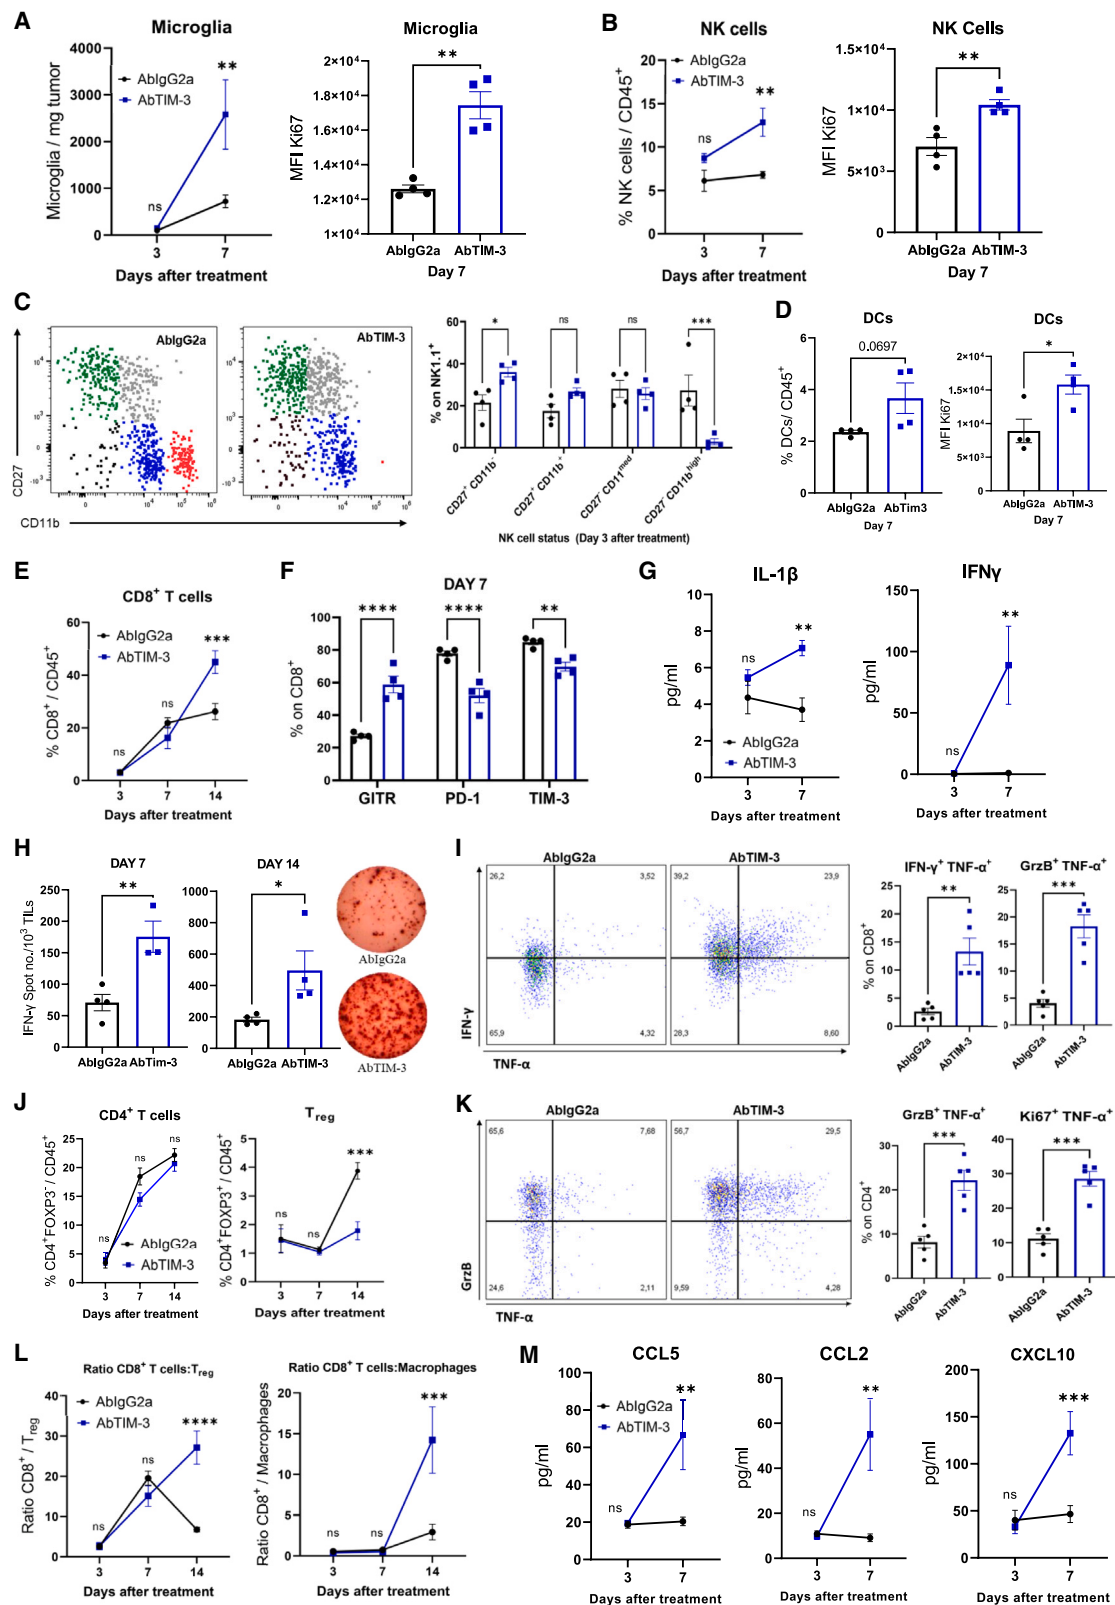 A
Microglia
Microglia / mg tumor
4000
3000
2000
1000
0
AbIgG2a
AbTIM-3
ns
**
3
7
Days after treatment
Microglia
**
MFI Ki67
2×10⁴
1.8×10⁴
1.6×10⁴
1.4×10⁴
1.2×10⁴
1×10⁴
AbIgG2a AbTIM-3
Day 7
B
NK cells
% NK cells / CD45⁺
20
15
10
5
0
AbIgG2a
AbTIM-3
ns
**
3
7
Days after treatment
NK Cells
**
MFI Ki67
1.5×10⁴
1×10⁴
5×10³
0
AbIgG2a AbTIM-3
Day 7
C
AbIgG2a
AbTIM-3
CD27
CD11b
10⁴
10³
0
-10³
0 10⁴ 10⁵ 10⁶
10⁴
10³
0
-10³
0 10⁴ 10⁵ 10⁶
% on NK1.1⁺
60
40
20
0
* ns ns ***
CD27⁺ CD11b⁻
CD27⁺ CD11b⁺
CD27⁻ CD11ᵐᵉᵈ
CD27⁻ CD11bʰⁱᵍʰ
NK cell status (Day 3 after treatment)
D
DCs
0.0697
% DCs/ CD45⁺
6
4
2
0
AbIgG2a AbTim3
Day 7
DCs
*
MFI Ki67
2×10⁴
1.5×10⁴
1×10⁴
5×10³
0
AbIgG2a AbTIM-3
Day 7
E
CD8⁺ T cells
% CD8⁺ / CD45⁺
60
40
20
0
AbIgG2a
AbTIM-3
ns
ns
***
3 7 14
Days after treatment
F
DAY 7
% on CD8⁺
100
80
60
40
20
0
**** **** **
GITR PD-1 TIM-3
G
IL-1β
pg/ml
10
8
6
4
2
0
ns
**
AbIgG2a
AbTIM-3
3 7
Days after treatment
IFNγ
pg/ml
150
100
50
0
ns
**
3 7
Days after treatment
H
DAY 7
IFN-γ Spot no./10³ TILs
250
200
150
100
50
0
**
AbIgG2a AbTim-3
DAY 14
1000
800
600
400
200
0
*
AbIgG2a AbTIM-3
AbIgG2a
AbTIM-3
I
AbIgG2a
AbTIM-3
26,2 3,52
65,9 4,32
39,2 23,9
28,3 8,60
IFN-γ
TNF-α
IFN-γ⁺ TNF-α⁺
% on CD8⁺
25
20
15
10
5
0
**
AbIgG2a
AbTIM-3
GrzB⁺ TNF-α⁺
25
20
15
10
5
0
***
AbIgG2a
AbTIM-3
J
CD4⁺ T cells
% CD4⁺FOXP3⁻ / CD45⁺
25
20
15
10
5
0
ns
ns
ns
AbIgG2a
AbTIM-3
3 7 14
Days after treatment
Treg
% CD4⁺FOXP3⁺ / CD45⁺
5
4
3
2
1
0
ns
ns
***
3 7 14
Days after treatment
K
AbIgG2a
AbTIM-3
65,6 7,68
24,6 2,11
56,7 29,5
9,59 4,28
GrzB
TNF-α
GrzB⁺ TNF-α⁺
% on CD4⁺
30
20
10
0
***
AbIgG2a
AbTIM-3
Ki67⁺ TNF-α⁺
40
30
20
10
0
***
AbIgG2a
AbTIM-3
L
Ratio CD8⁺ T cells:Treg
Ratio CD8⁺ / Treg
40
30
20
10
0
AbIgG2a
AbTIM-3
ns
ns
****
3 7 14
Days after treatment
Ratio CD8⁺ T cells:Macrophages
Ratio CD8⁺ / Macrophages
20
15
10
5
0
ns
ns
***
3 7 14
Days after treatment
M
CCL5
pg/ml
100
80
60
40
20
0
AbIgG2a
AbTIM-3
ns
**
3 7
Days after treatment
CCL2
pg/ml
80
60
40
20
0
ns
**
3 7
Days after treatment
CXCL10
pg/ml
200
150
100
50
0
ns
***
3 7
Days after treatment